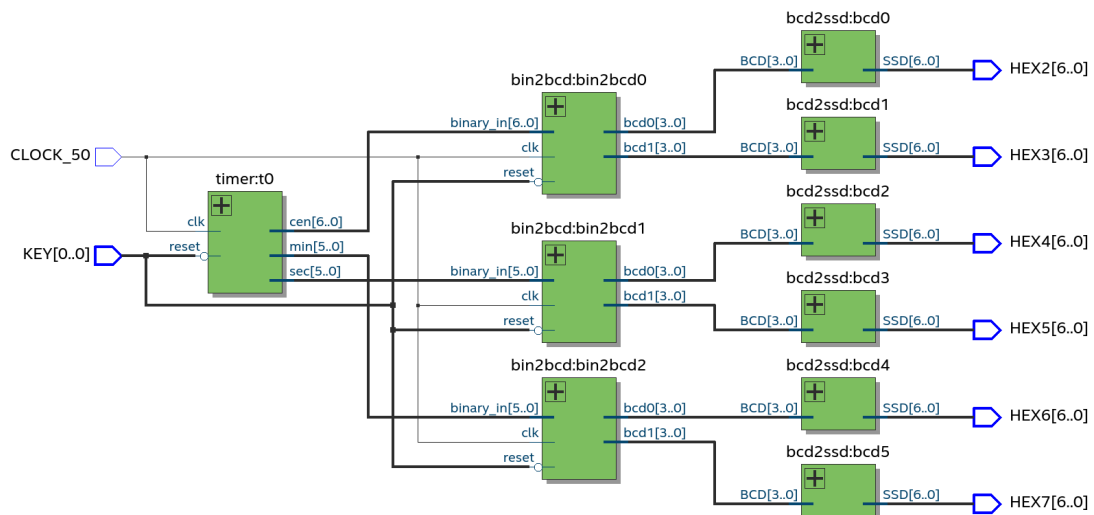 bcd2ssd:bcd0
BCD[3..0]
SSD[6..0]
HEX2[6..0]
bin2bcd:bin2bcd0
binary_in[6..0]
clk
reset
bcd0[3..0]
bcd1[3..0]
bcd2ssd:bcd1
BCD[3..0]
SSD[6..0]
HEX3[6..0]
CLOCK_50
timer:t0
clk
reset
cen[6..0]
min[5..0]
sec[5..0]
KEY[0..0]
bcd2ssd:bcd2
BCD[3..0]
SSD[6..0]
HEX4[6..0]
bin2bcd:bin2bcd1
binary_in[5..0]
clk
reset
bcd0[3..0]
bcd1[3..0]
bcd2ssd:bcd3
BCD[3..0]
SSD[6..0]
HEX5[6..0]
bin2bcd:bin2bcd2
binary_in[5..0]
clk
reset
bcd0[3..0]
bcd1[3..0]
bcd2ssd:bcd4
BCD[3..0]
SSD[6..0]
HEX6[6..0]
bcd2ssd:bcd5
BCD[3..0]
SSD[6..0]
HEX7[6..0]